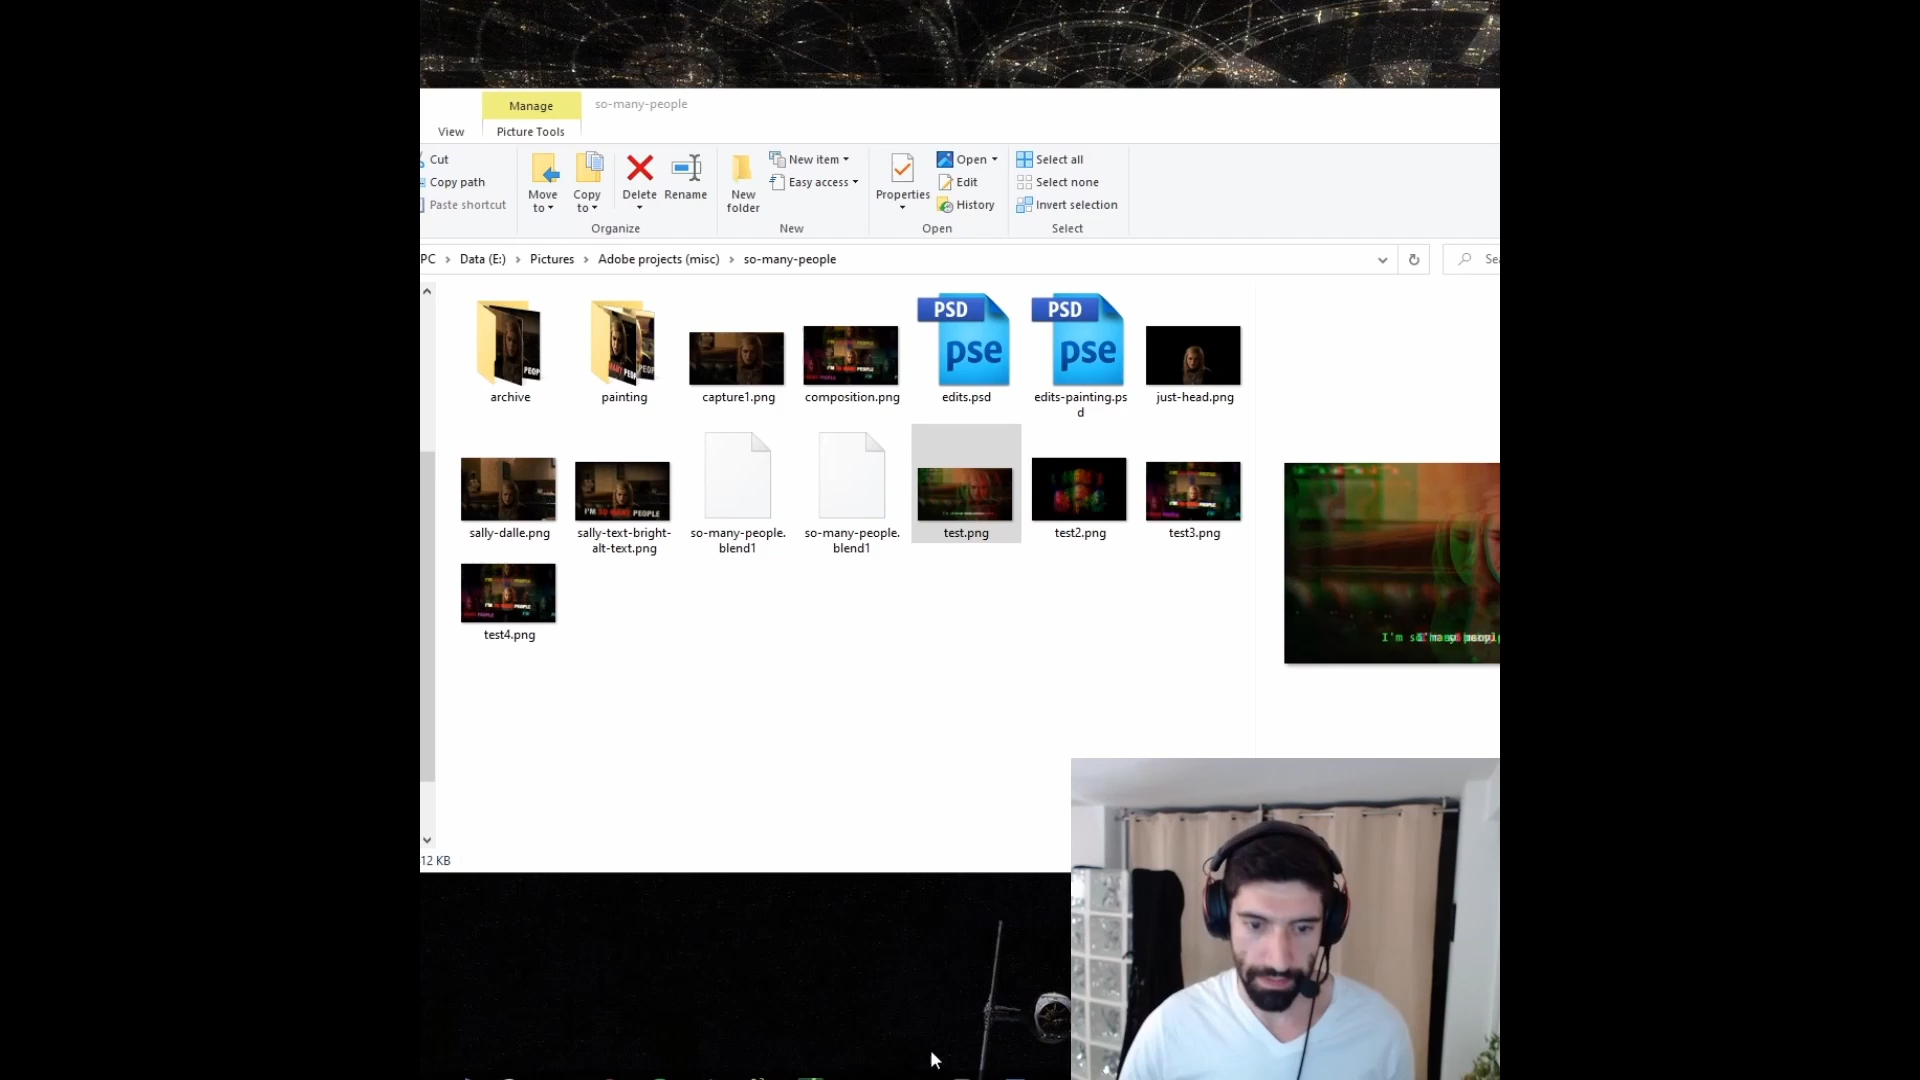 Manage
so-many-people
View
Picture Tools
Cut
Copy path
Paste shortcut
Move to
Copy to
Delete
Rename
Organize
New folder
New item
Easy access
New
Properties
Open
Edit
History
Open
Select all
Select none
Invert selection
Select
PC > Data (E:) > Pictures > Adobe projects (misc) > so-many-people
archive
painting
capture1.png
composition.png
PSD
pse
edits.psd
PSD
pse
edits-painting.ps
d
just-head.png
sally-dalle.png
I'M SO MANY PEOPLE
sally-text-bright-
alt-text.png
so-many-people.
blend1
so-many-people.
blend1
test.png
test2.png
test3.png
test4.png
12 KB